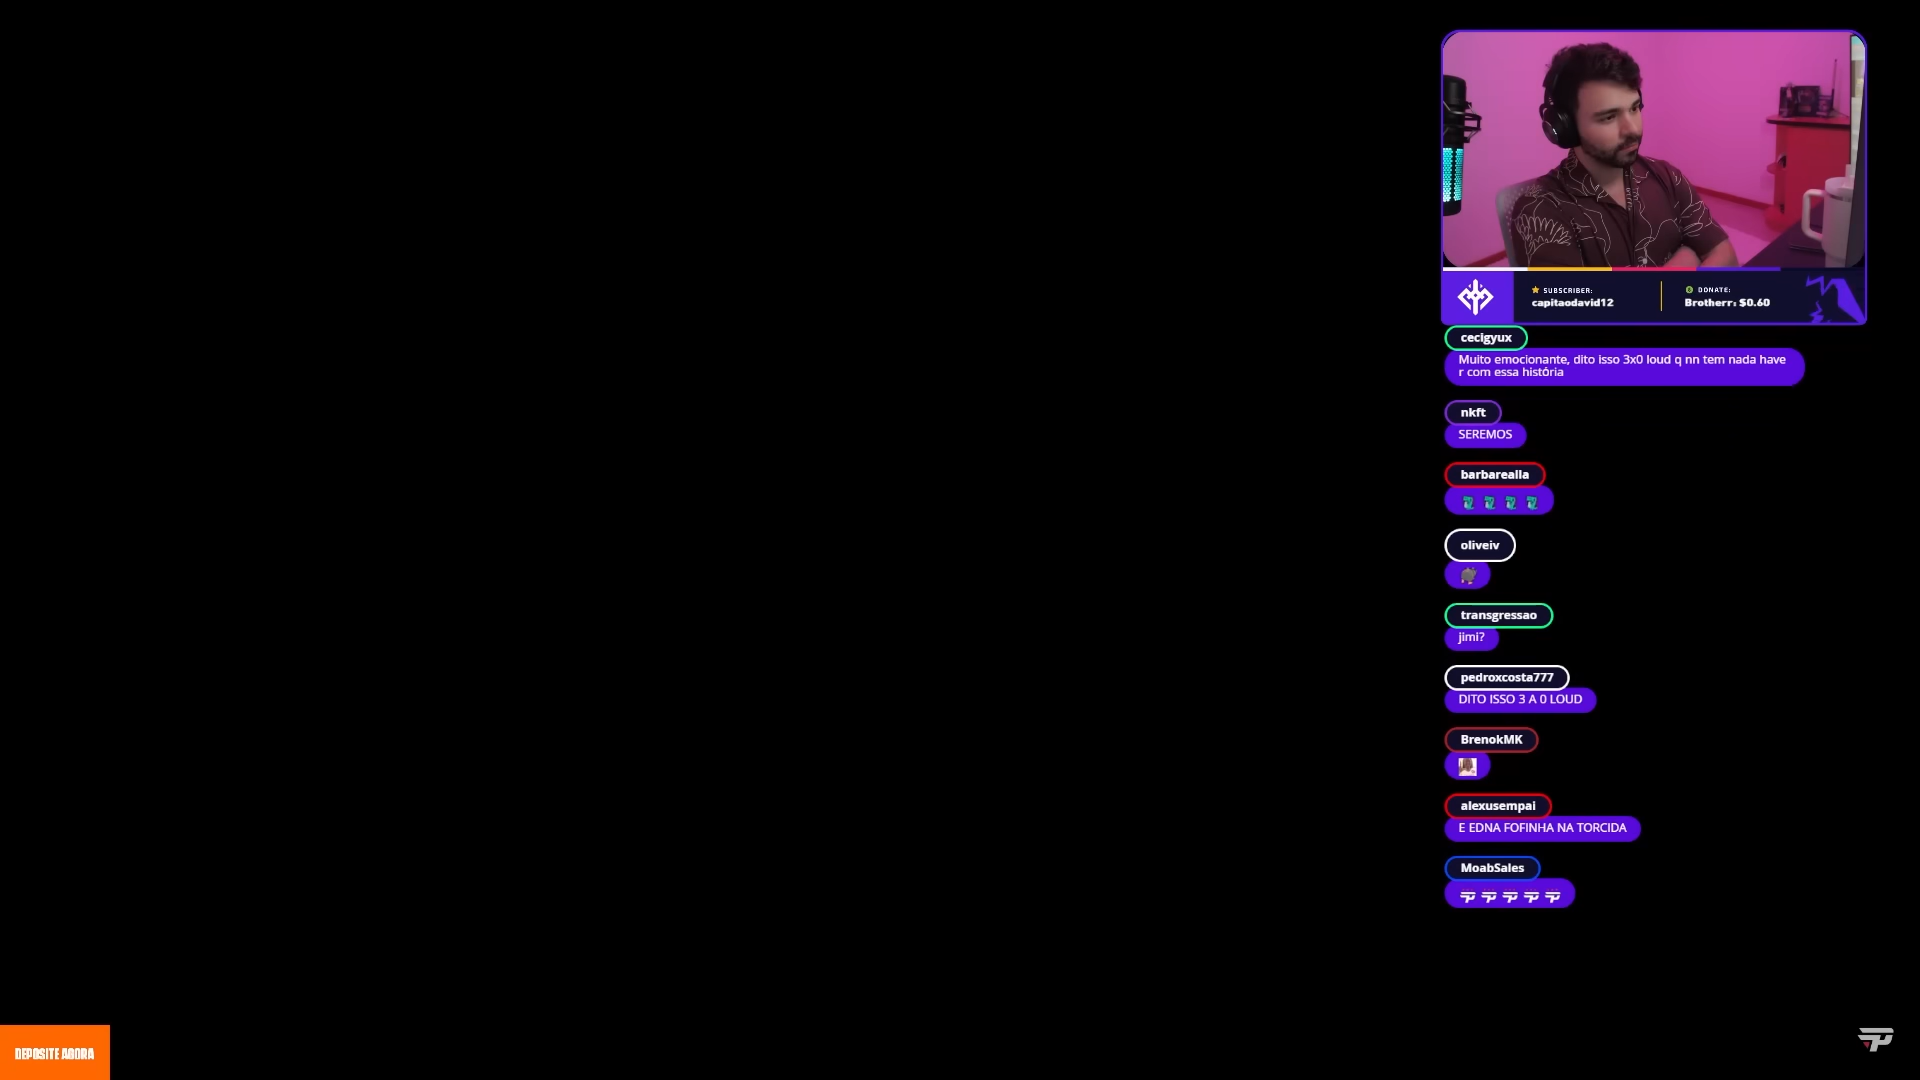 SUBSCRIBER:
capitaodavid12
DONATE:
Brotherr: $0.60
cecigyux
Muito emocionante, dito isso 3x0 loud q nn tem nada have
r com essa história
nkft
SEREMOS
barbarealla
oliveiv
transgressao
jimi?
pedroxcosta777
DITO ISSO 3 A 0 LOUD
BrenokMK
alexusempai
E EDNA FOFINHA NA TORCIDA
MoabSales
DEPOSITE AGORA